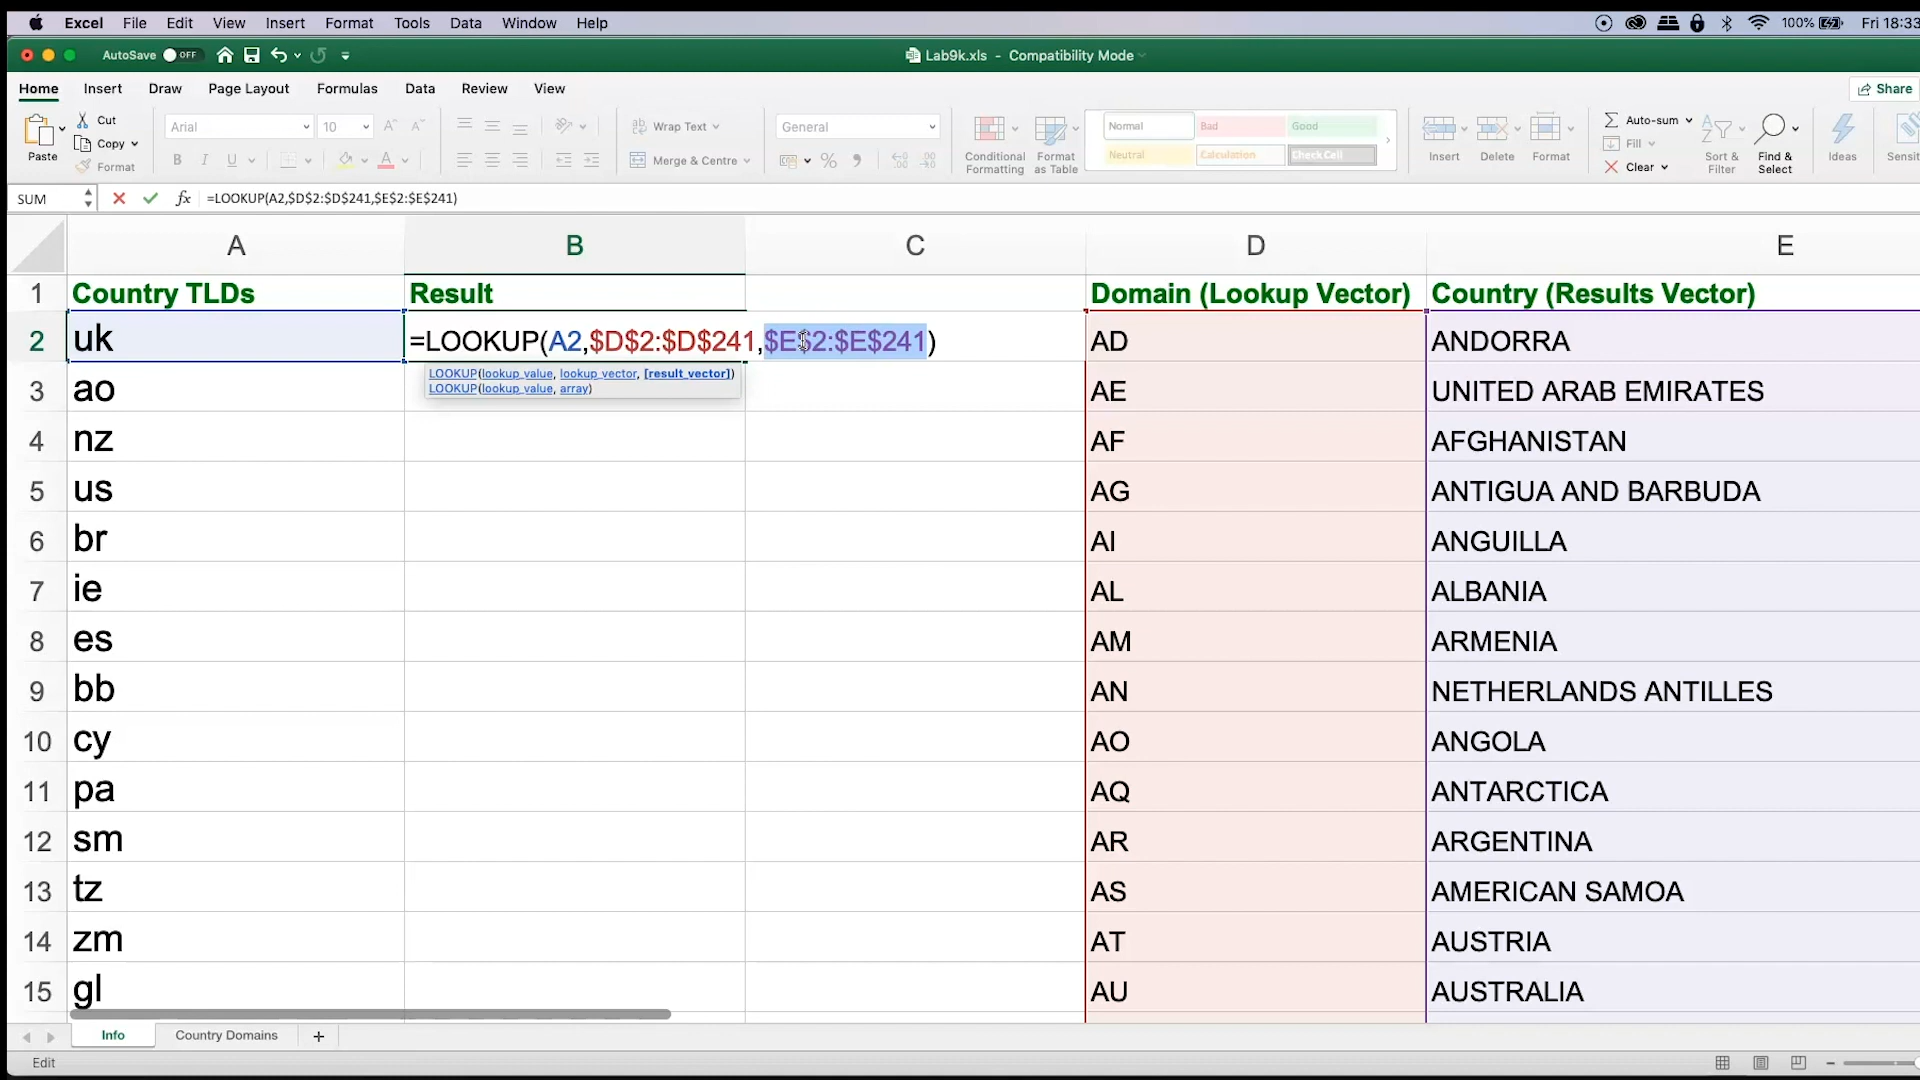 Excel File Edit View Insert Format Tools Data Window Help 100% Fri 18:33
AutoSave OFF Lab9k.xls - Compatibility Mode
Home Insert Draw Page Layout Formulas Data Review View Share
Paste Cut Copy Format
Arial 10
B I U A
Wrap Text
Merge & Centre
General
%
Conditional Formatting
Format as Table
Normal Bad Good
Neutral Calculation Check Cell
Insert Delete Format
Auto-sum
Fill
Clear
Sort & Filter
Find & Select
Ideas
SUM fx =LOOKUP(A2,$D$2:$D$241,$E$2:$E$241)
A B C D E
1 Country TLDs Result Domain (Lookup Vector) Country (Results Vector)
2 uk =LOOKUP(A2,$D$2:$D$241,$E$2:$E$241) AD ANDORRA
LOOKUP(lookup_value, lookup_vector, [result_vector])
LOOKUP(lookup_value, array)
3 ao AE UNITED ARAB EMIRATES
4 nz AF AFGHANISTAN
5 us AG ANTIGUA AND BARBUDA
6 br AI ANGUILLA
7 ie AL ALBANIA
8 es AM ARMENIA
9 bb AN NETHERLANDS ANTILLES
10 cy AO ANGOLA
11 pa AQ ANTARCTICA
12 sm AR ARGENTINA
13 tz AS AMERICAN SAMOA
14 zm AT AUSTRIA
15 gl AU AUSTRALIA
Info Country Domains +
Edit